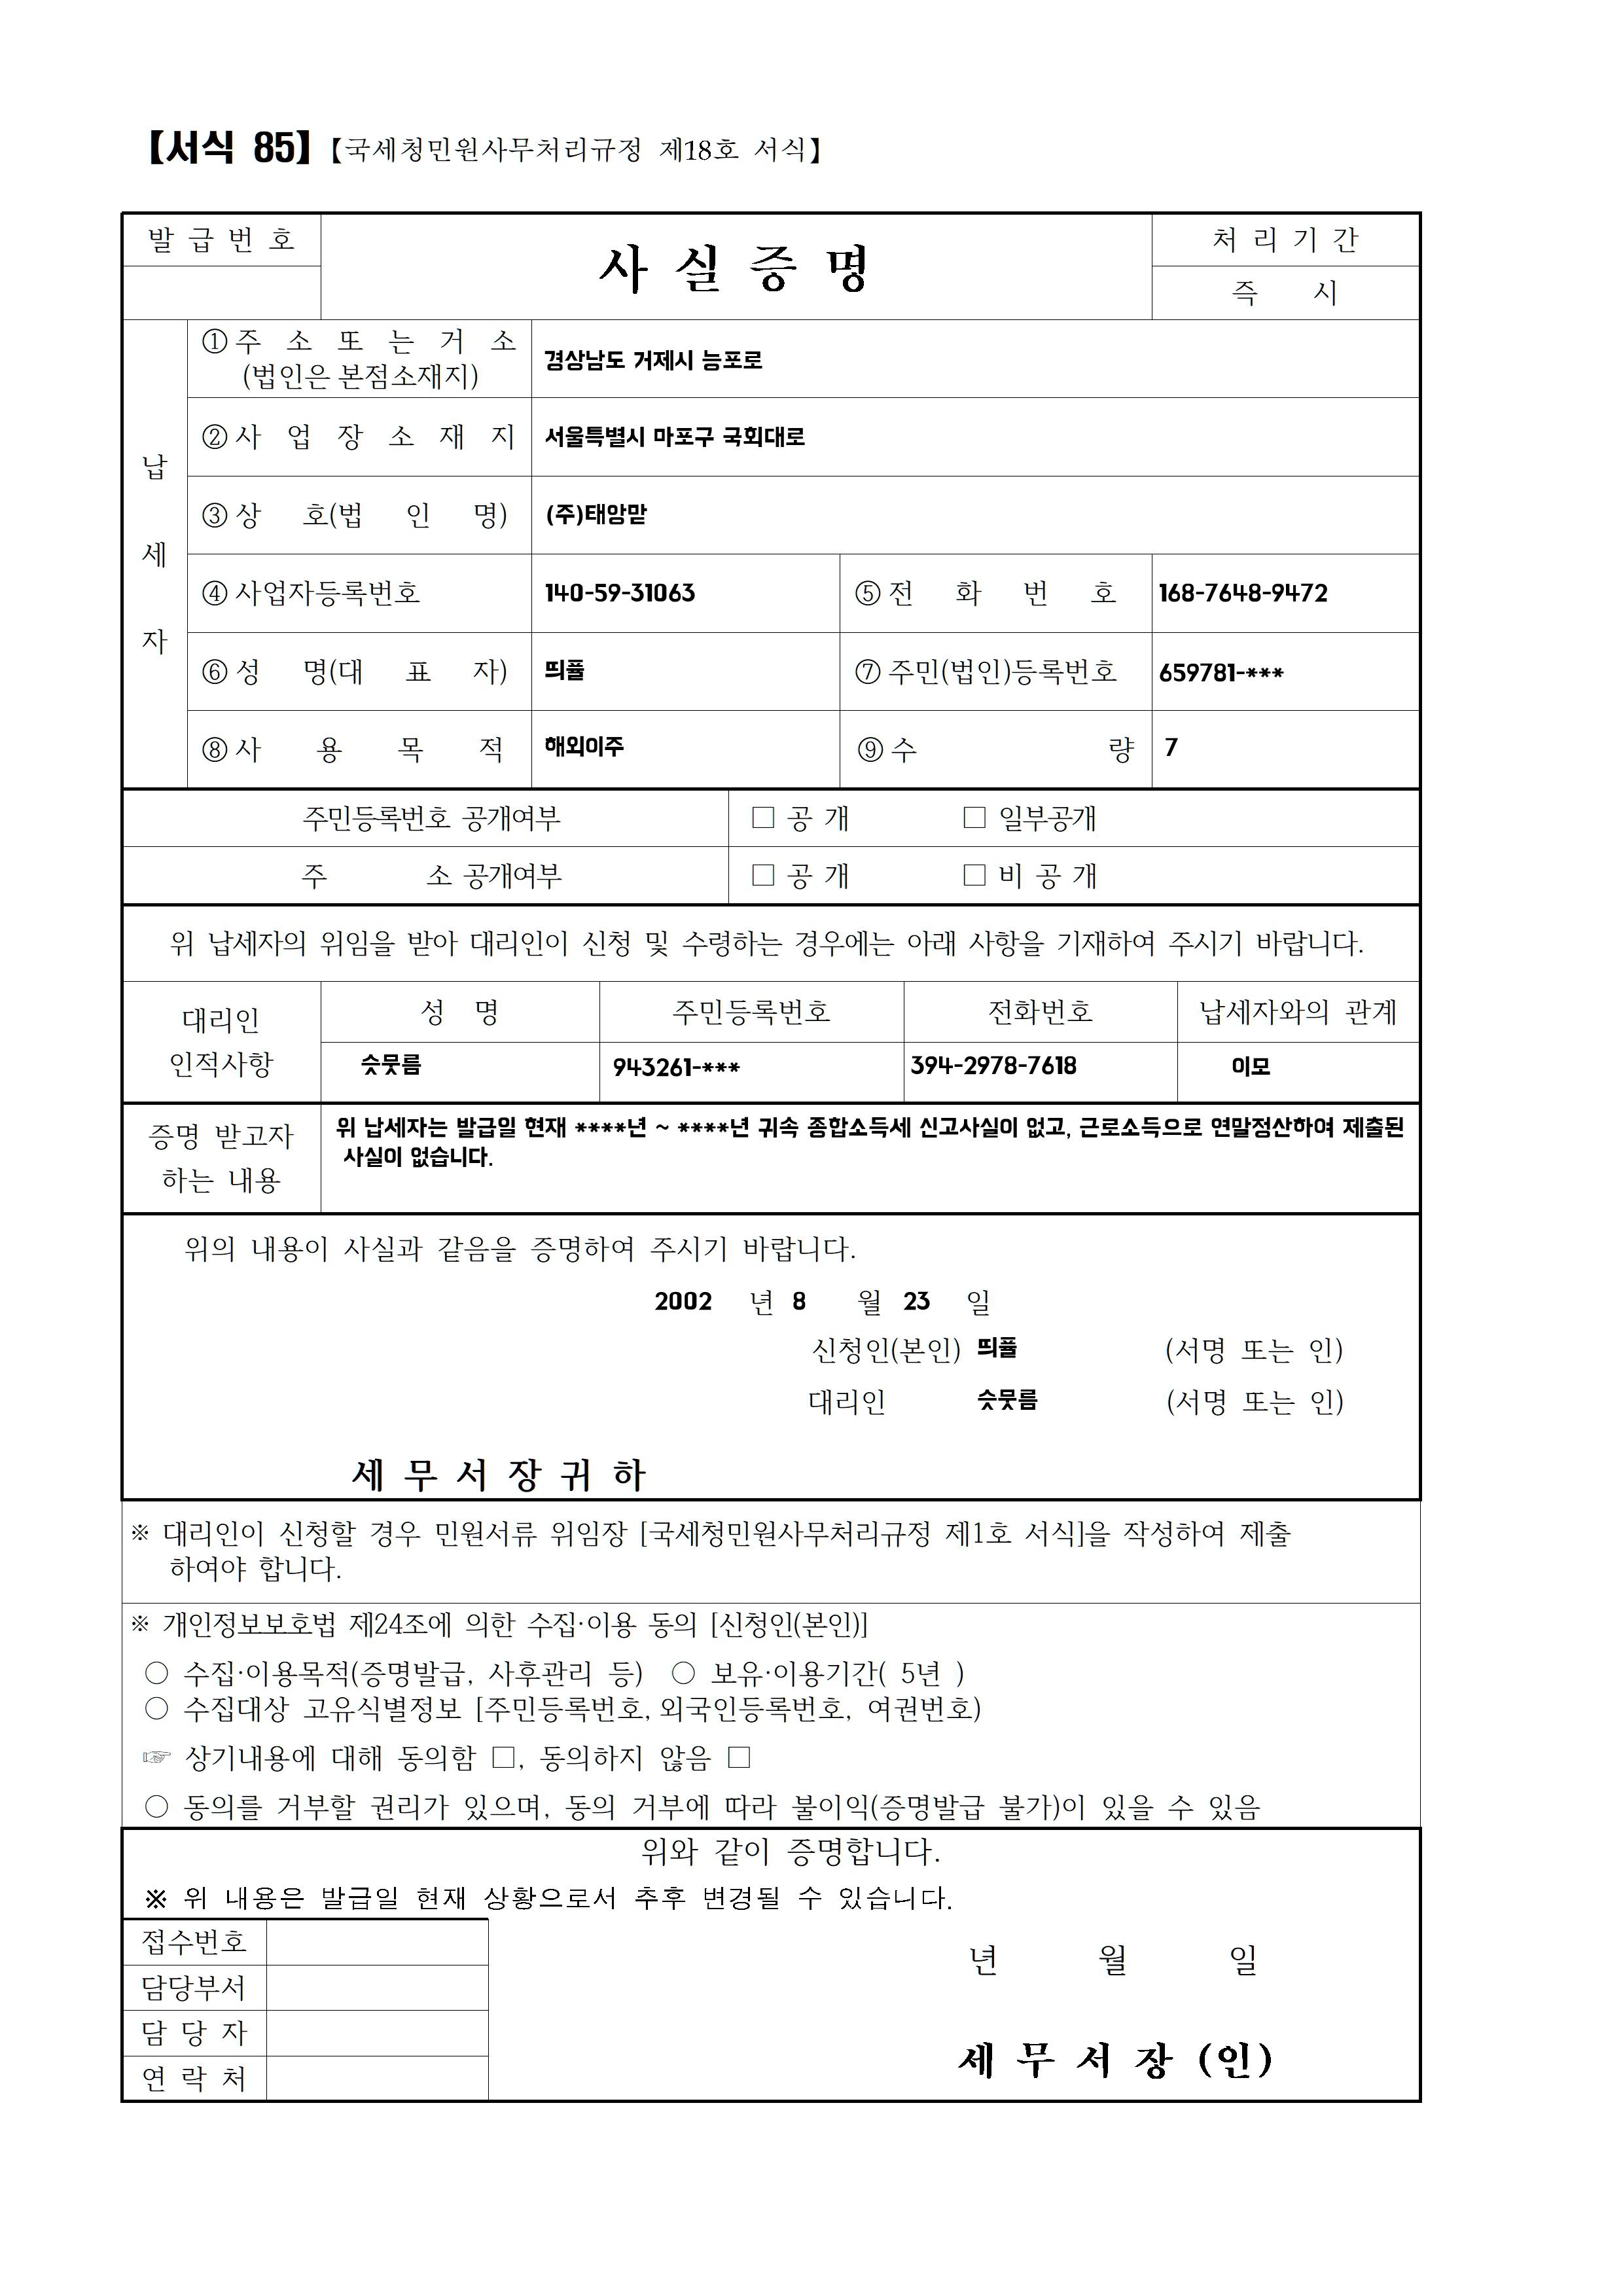 【서식 85】【국세청민원사무처리규정 제18호 서식】
발 급 번 호
사 실 증 명
처 리 기 간
즉 시
납 세 자
① 주 소 또 는 거 소
(법인은 본점소재지)
경상남도 거제시 능포로
② 사 업 장 소 재 지
서울특별시 마포구 국회대로
③ 상 호(법 인 명)
(주)태앙맡
④ 사업자등록번호
140-59-31063
⑤ 전 화 번 호
168-7648-9472
⑥ 성 명(대 표 자)
띄퓰
⑦ 주민(법인)등록번호
659781-***
⑧ 사 용 목 적
해외이주
⑨ 수 량
7
주민등록번호 공개여부
□ 공 개 □ 일부공개
주 소 공개여부
□ 공 개 □ 비 공 개
위 납세자의 위임을 받아 대리인이 신청 및 수령하는 경우에는 아래 사항을 기재하여 주시기 바랍니다.
대리인
인적사항
성 명
주민등록번호
전화번호
납세자와의 관계
슷뭇름
943261-***
394-2978-7618
이모
증명 받고자
하는 내용
위 납세자는 발급일 현재 ****년 ~ ****년 귀속 종합소득세 신고사실이 없고, 근로소득으로 연말정산하여 제출된
사실이 없습니다.
위의 내용이 사실과 같음을 증명하여 주시기 바랍니다.
2002 년 8 월 23 일
신청인(본인) 띄퓰 (서명 또는 인)
대리인 슷뭇름 (서명 또는 인)
세 무 서 장 귀 하
※ 대리인이 신청할 경우 민원서류 위임장 [국세청민원사무처리규정 제1호 서식]을 작성하여 제출
하여야 합니다.
※ 개인정보보호법 제24조에 의한 수집·이용 동의 [신청인(본인)]
○ 수집·이용목적(증명발급, 사후관리 등) ○ 보유·이용기간( 5년 )
○ 수집대상 고유식별정보 [주민등록번호, 외국인등록번호, 여권번호)
☞ 상기내용에 대해 동의함 □, 동의하지 않음 □
○ 동의를 거부할 권리가 있으며, 동의 거부에 따라 불이익(증명발급 불가)이 있을 수 있음
위와 같이 증명합니다.
※ 위 내용은 발급일 현재 상황으로서 추후 변경될 수 있습니다.
접수번호
담당부서
담 당 자
연 락 처
년 월 일
세 무 서 장 (인)